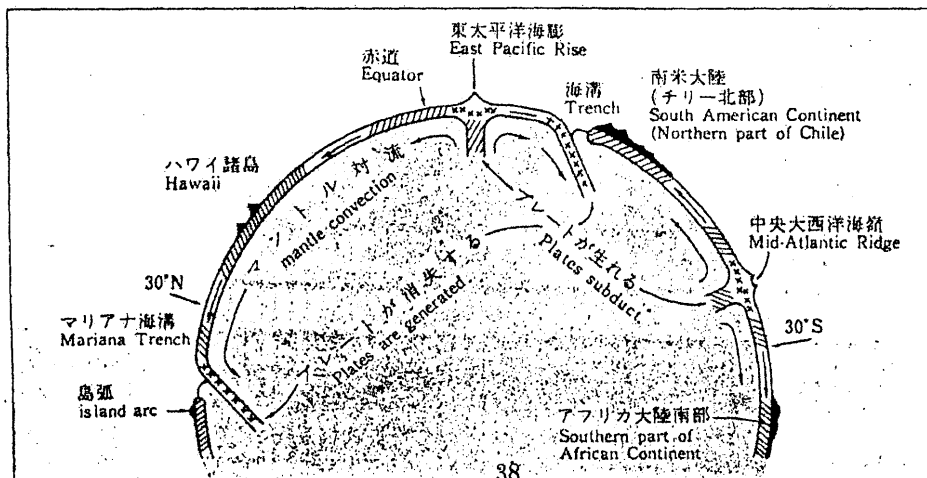 東太平洋海膨
East Pacific Rise
赤道
Equator
海溝
Trench
南米大陸
(チリー北部)
South American Continent
(Northern part of Chile)
ハワイ諸島
Hawaii
マントル対流
mantle convection
プレートが生れる
Plates subduct
中央大西洋海嶺
Mid-Atlantic Ridge
プレートが消失する
Plates are generated
30°N
30°S
マリアナ海溝
Mariana Trench
島弧
island arc
アフリカ大陸南部
Southern part of
African Continent
38